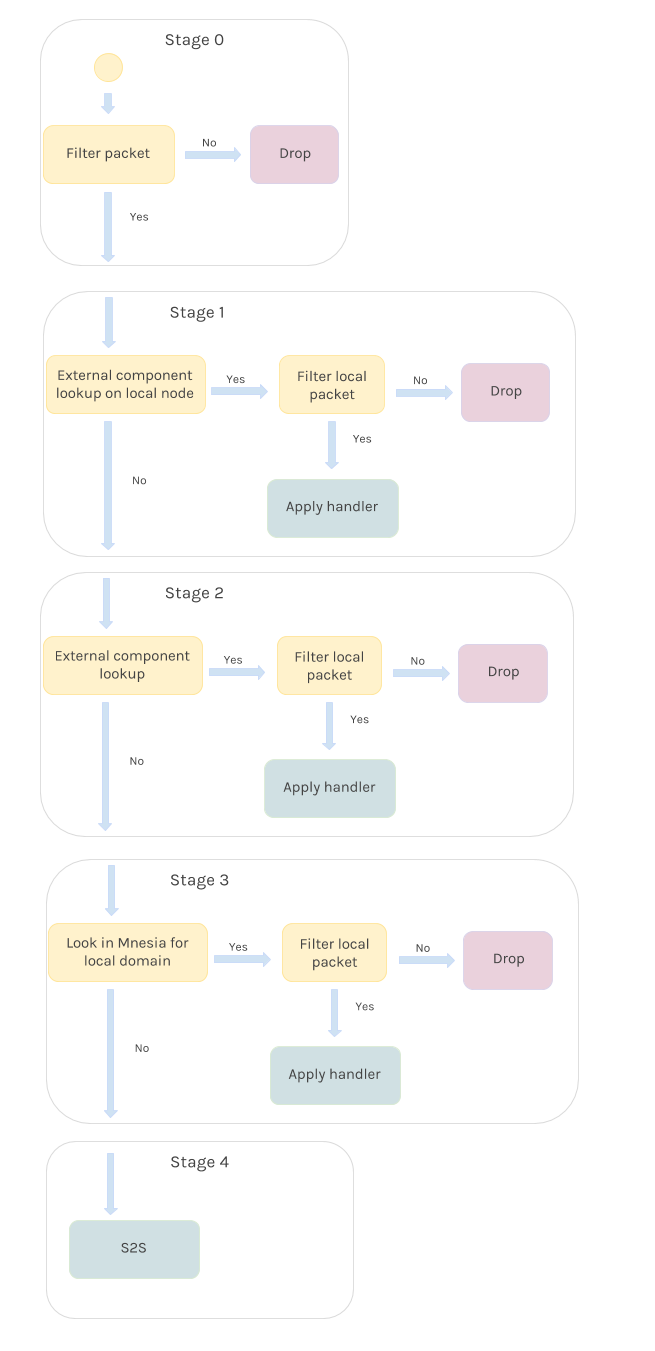 Stage 0
Filter packet
No
Drop
Yes
Stage 1
External component
lookup on local node
Yes
Filter local
packet
No
Drop
Yes
No
Apply handler
Stage 2
External component
lookup
Yes
Filter local
packet
No
Drop
Yes
No
Apply handler
Stage 3
Look in Mnesia for
local domain
Yes
Filter local
packet
No
Drop
Yes
No
Apply handler
Stage 4
S2S